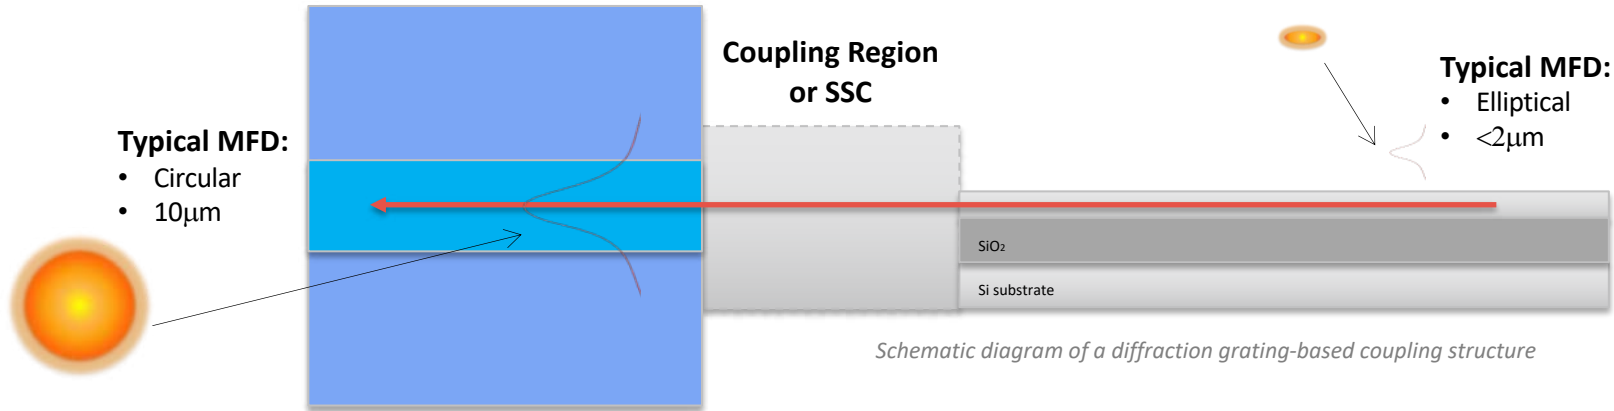 Typical MFD:
• Circular
• 10μm
Coupling Region
or SSC
Typical MFD:
• Elliptical
• <2μm
SiO2
Si substrate
Schematic diagram of a diffraction grating-based coupling structure